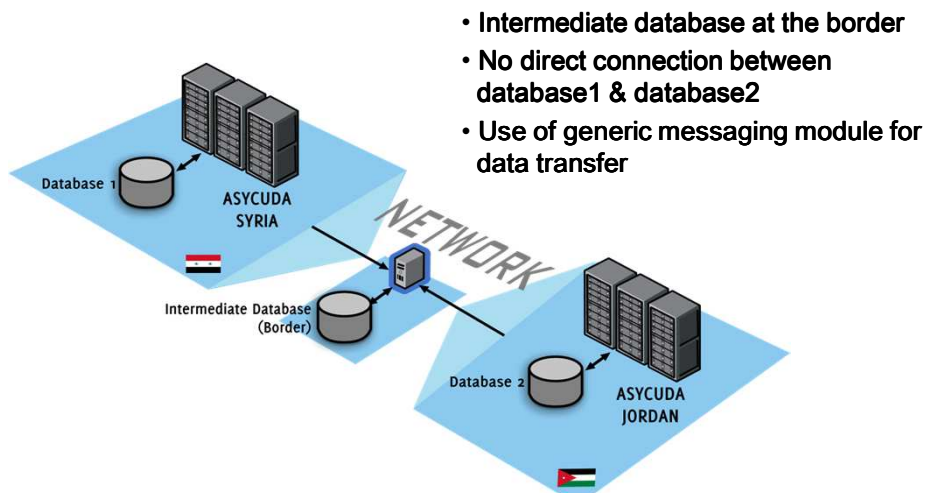 • Intermediate database at the border
• No direct connection between
database1 & database2
• Use of generic messaging module for
data transfer
Database 1
ASYCUDA
SYRIA
NETWORK
Intermediate Database
(Border)
Database 2
ASYCUDA
JORDAN